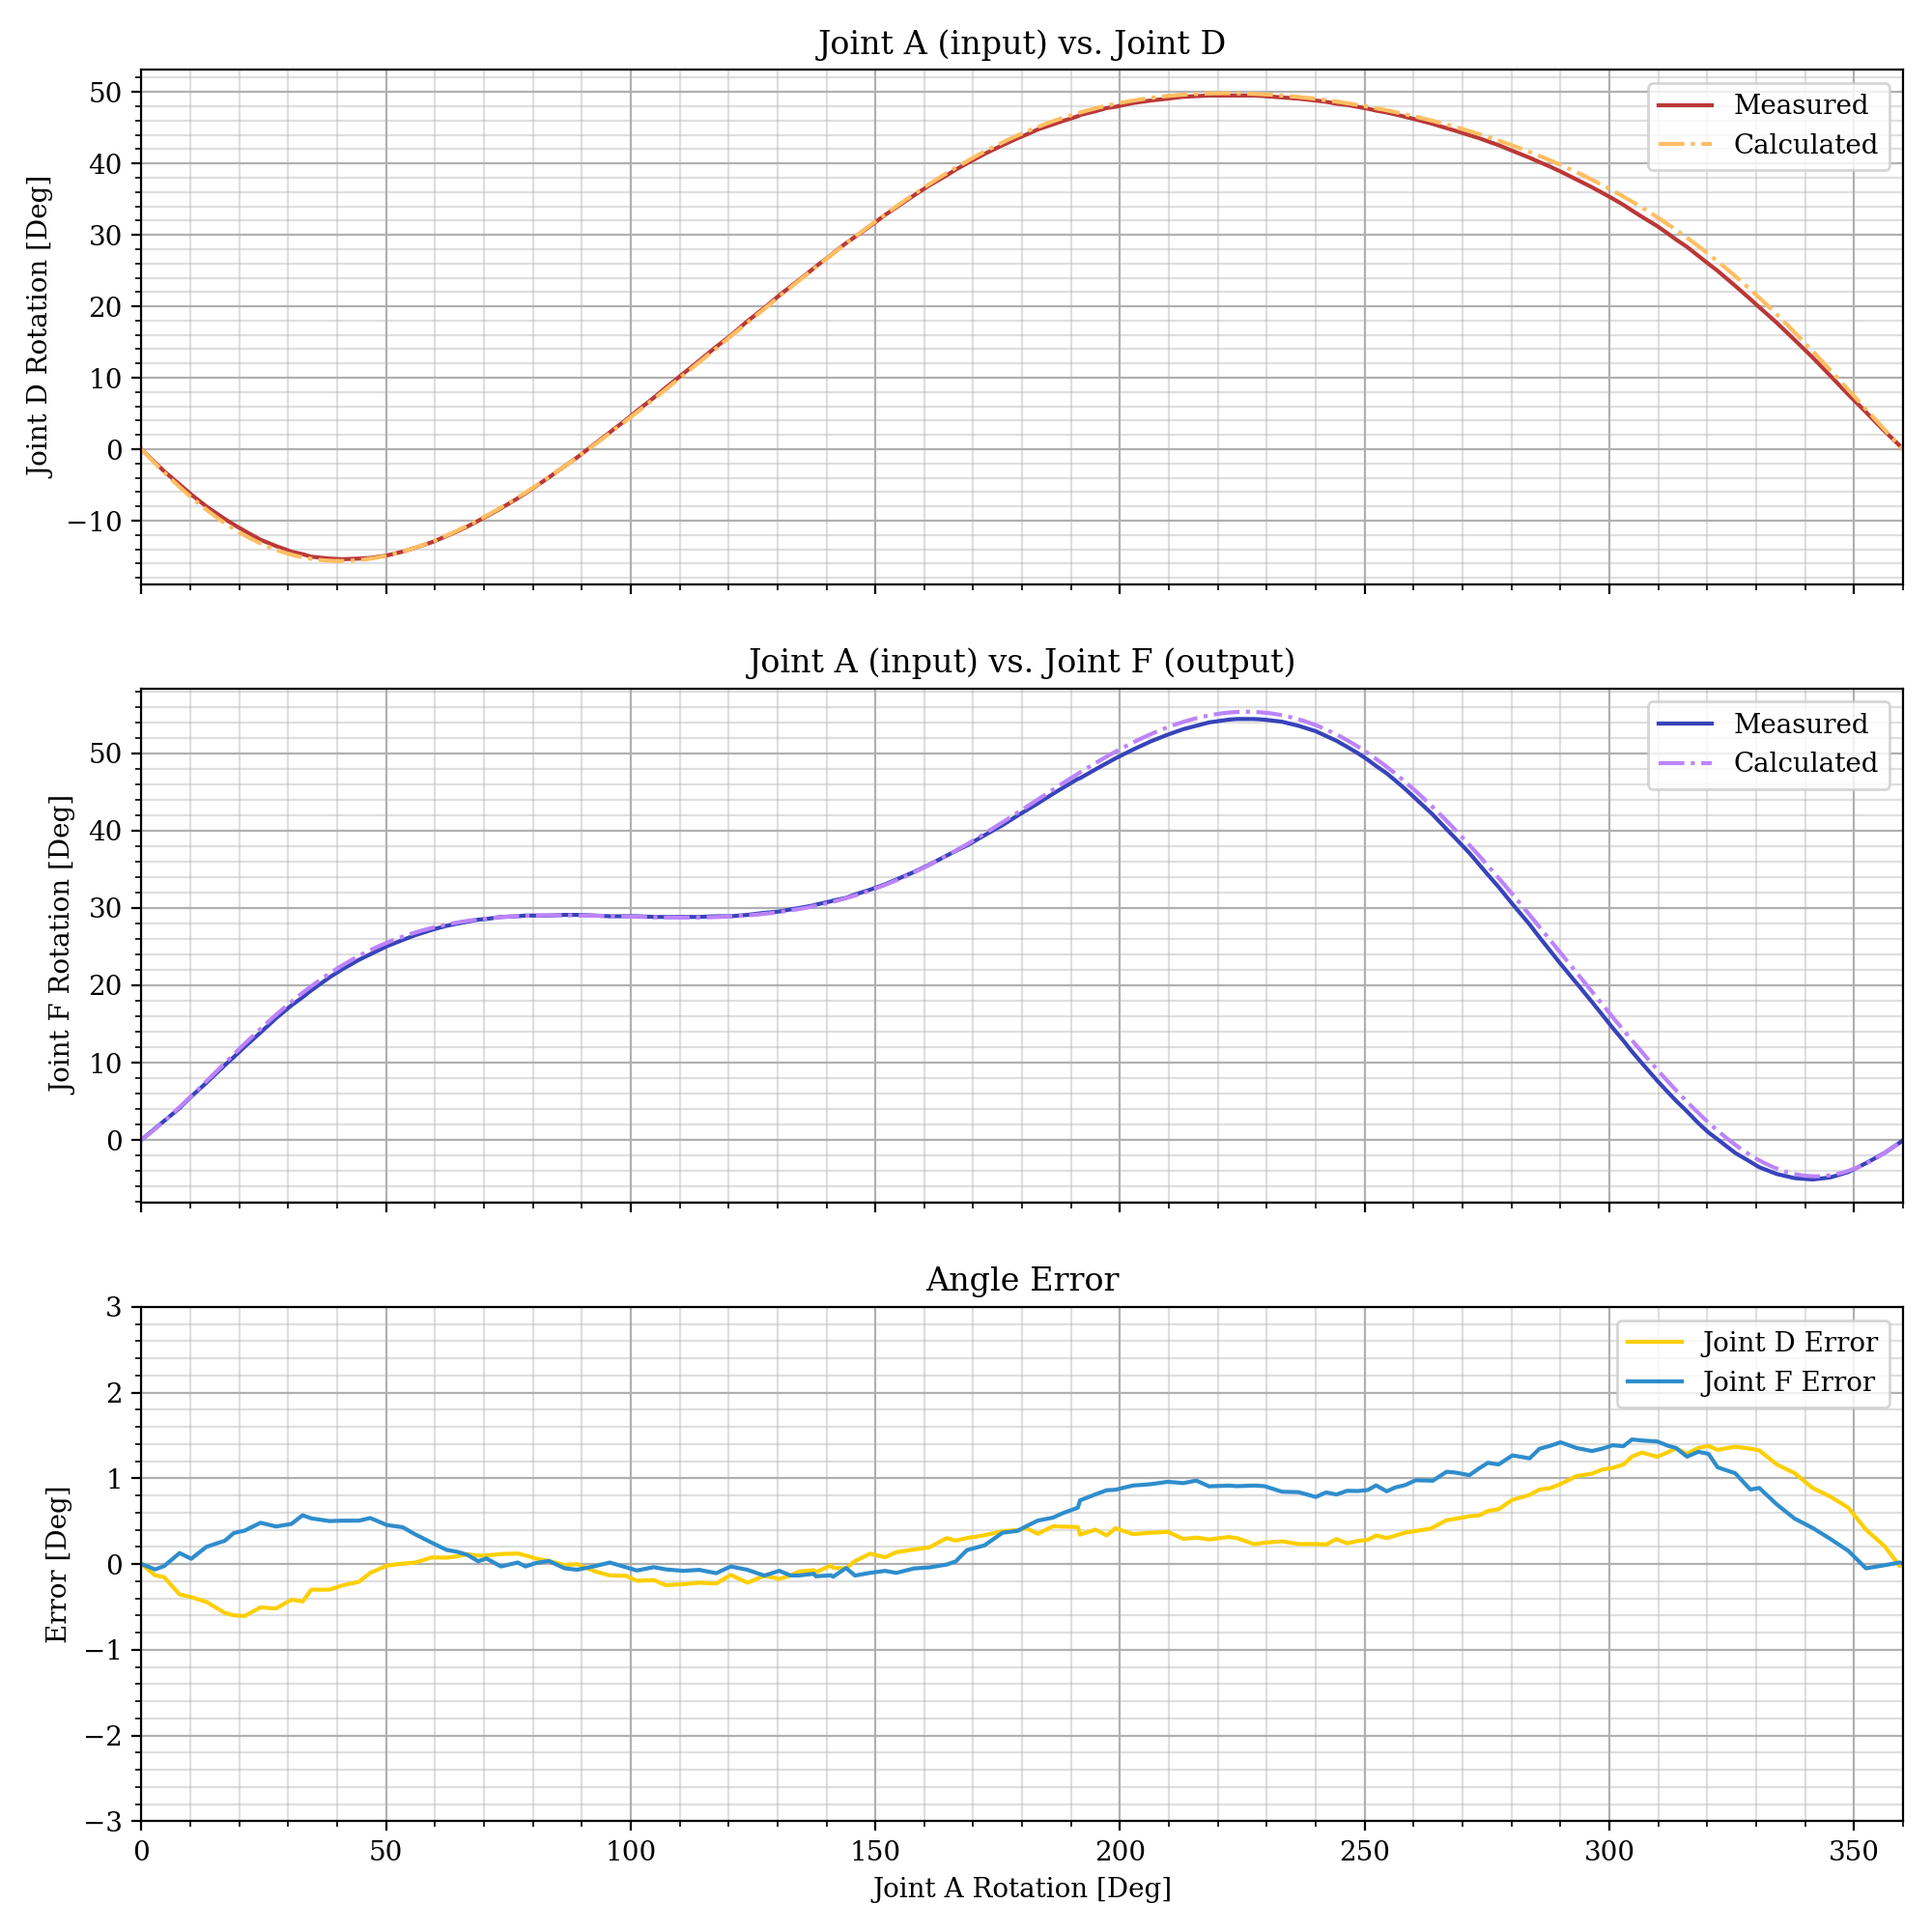 Joint A (input) vs. Joint D
Joint D Rotation [Deg]
50
40
30
20
10
0
−10
Measured
Calculated
Joint A (input) vs. Joint F (output)
Joint F Rotation [Deg]
50
40
30
20
10
0
Measured
Calculated
Angle Error
Error [Deg]
3
2
1
0
−1
−2
−3
Joint D Error
Joint F Error
0 50 100 150 200 250 300 350
Joint A Rotation [Deg]